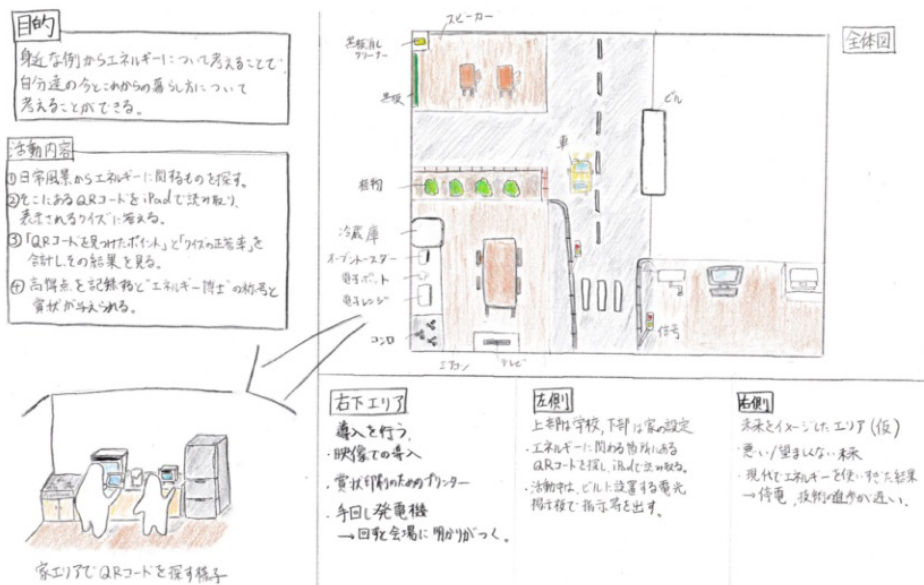 目的
身近な例からエネルギーについて考えることで
自分達の今とこれからの暮らし方について
考えることができる。
活動内容
①日常風景からエネルギーに関するものを探す。
②そこにあるQRコードをiPadで読み取り、
表示されるクイズに答える。
③「QRコードを見つけたポイント」と「クイズの正答率」を
合計しその結果を見る。
④高得点を記録すると"エネルギー博士"の称号と
賞状が与えられる。
全体図
スピーカー
黒板消し
クリーナー
黒板
ビル
車
植物
冷蔵庫
オーブントースター
電子ポット
電子レンジ
コンロ
エアコン
テレビ
信号
家エリアでQRコードを探す様子
右下エリア
導入を行う。
・映像での導入
・賞状印刷のためのプリンター
・手回し発電機
→回すと会場に明かりがつく。
左側
上部は学校、下部は家の設定
・エネルギーに関わる箇所にある
QRコードを探し、iPadで読み取る。
・活動中は、ビルに設置する電光
掲示板で指示等を出す。
右側
未来をイメージしたエリア(仮)
・悪い/望ましくない未来
・現代でエネルギーを使いすぎた結果
→停電、技術の進歩が遅い。